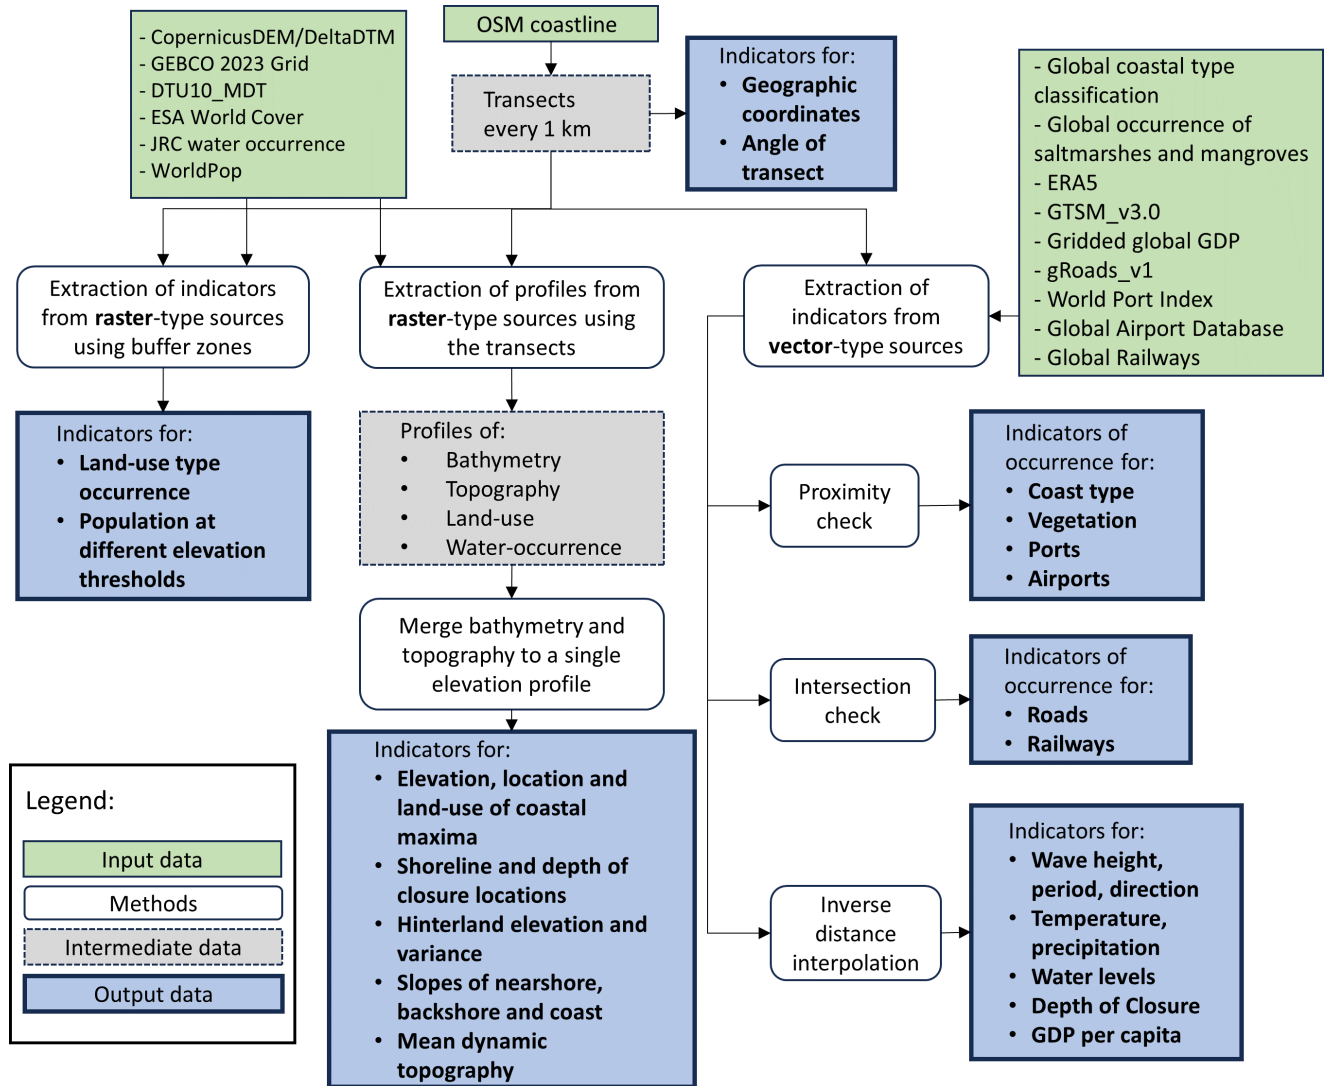 - CopernicusDEM/DeltaDTM
- GEBCO 2023 Grid
- DTU10_MDT
- ESA World Cover
- JRC water occurrence
- WorldPop
OSM coastline
Transects
every 1 km
Indicators for:
• Geographic
coordinates
• Angle of
transect
- Global coastal type
classification
- Global occurrence of
saltmarshes and mangroves
- ERA5
- GTSM_v3.0
- Gridded global GDP
- gRoads_v1
- World Port Index
- Global Airport Database
- Global Railways
Extraction of indicators
from raster-type sources
using buffer zones
Extraction of profiles from
raster-type sources using
the transects
Extraction of
indicators from
vector-type sources
Indicators for:
• Land-use type
occurrence
• Population at
different elevation
thresholds
Profiles of:
• Bathymetry
• Topography
• Land-use
• Water-occurrence
Merge bathymetry and
topography to a single
elevation profile
Indicators for:
• Elevation, location and
land-use of coastal
maxima
• Shoreline and depth of
closure locations
• Hinterland elevation and
variance
• Slopes of nearshore,
backshore and coast
• Mean dynamic
topography
Proximity
check
Indicators of
occurrence for:
• Coast type
• Vegetation
• Ports
• Airports
Intersection
check
Indicators of
occurrence for:
• Roads
• Railways
Inverse
distance
interpolation
Indicators for:
• Wave height,
period, direction
• Temperature,
precipitation
• Water levels
• Depth of Closure
• GDP per capita
Legend:
Input data
Methods
Intermediate data
Output data